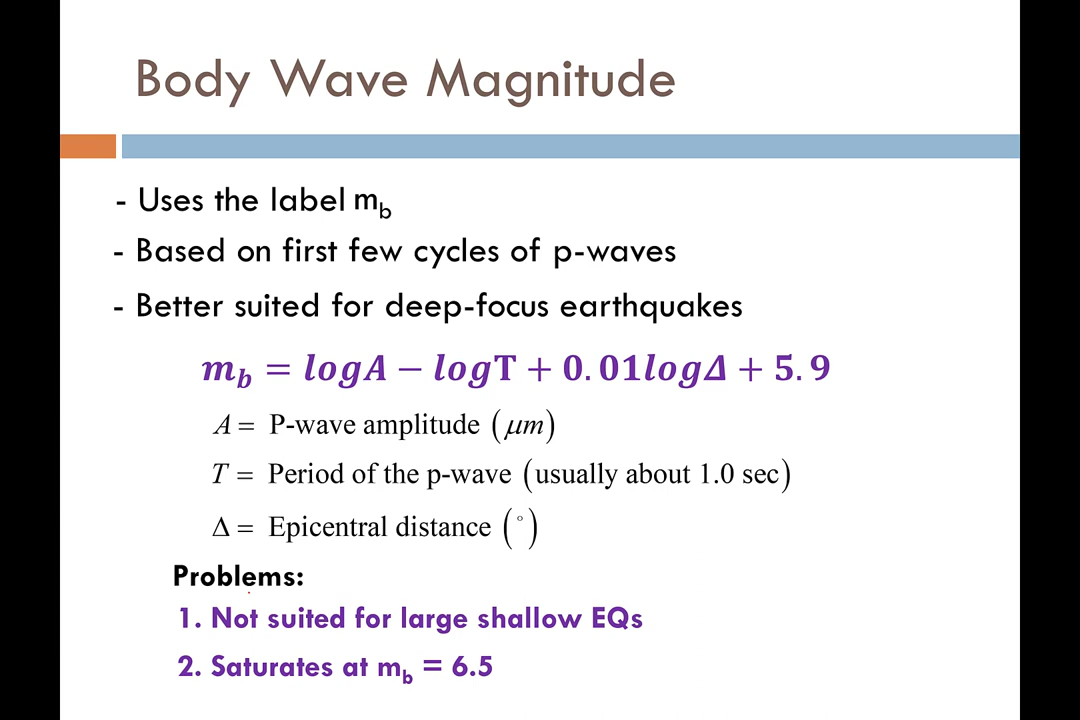 Body Wave Magnitude
- Uses the label m_b
- Based on first few cycles of p-waves
- Better suited for deep-focus earthquakes
m_b = logA − logT + 0.01logΔ + 5.9
A = P-wave amplitude (μm)
T = Period of the p-wave (usually about 1.0 sec)
Δ = Epicentral distance (°)
Problems:
1. Not suited for large shallow EQs
2. Saturates at m_b = 6.5